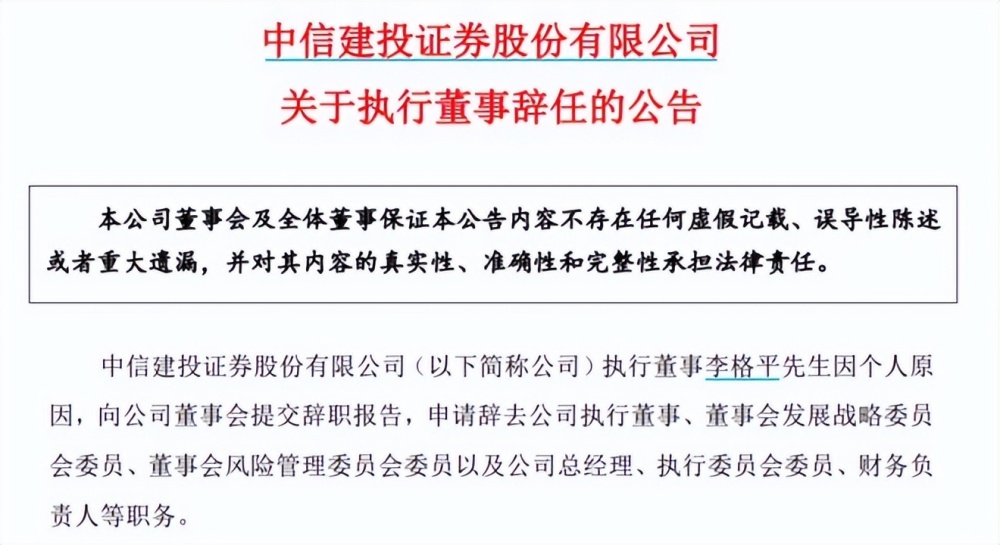 中信建投证券股份有限公司
关于执行董事辞任的公告
本公司董事会及全体董事保证本公告内容不存在任何虚假记载、误导性陈述
或者重大遗漏，并对其内容的真实性、准确性和完整性承担法律责任。
中信建投证券股份有限公司（以下简称公司）执行董事李格平先生因个人原
因，向公司董事会提交辞职报告，申请辞去公司执行董事、董事会发展战略委员
会委员、董事会风险管理委员会委员以及公司总经理、执行委员会委员、财务负
责人等职务。